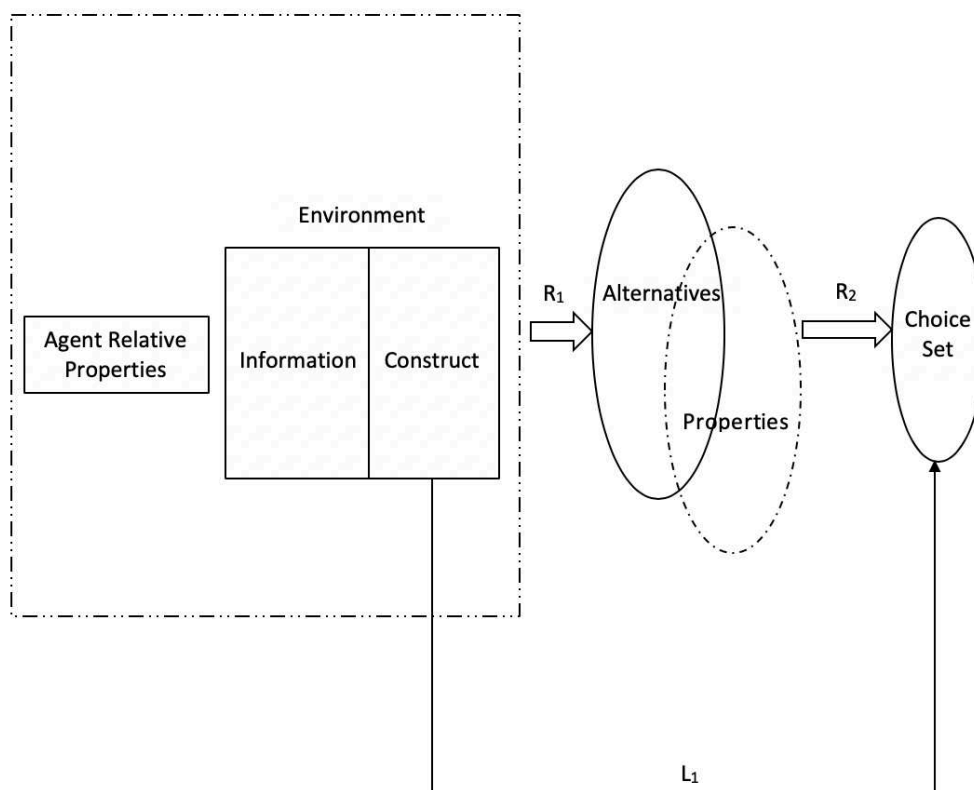 Environment
Agent Relative
Properties
Information
Construct
R₁
Alternatives
Properties
R₂
Choice
Set
L₁